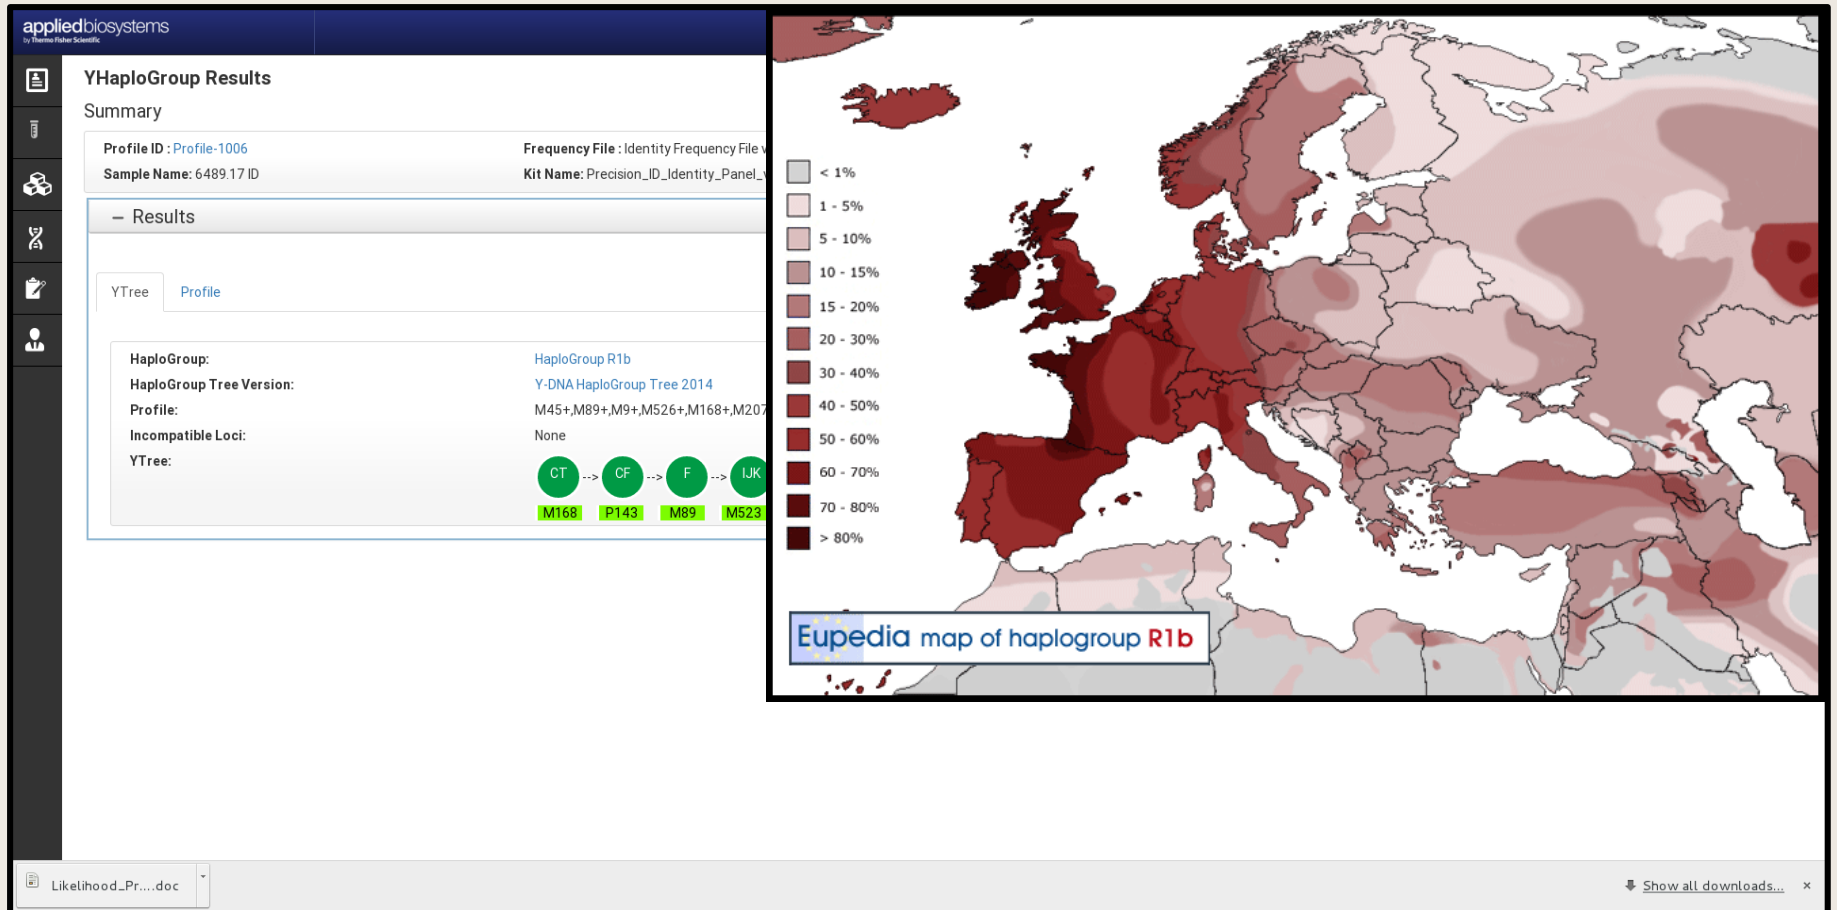 appliedbiosystems
by Thermo Fisher Scientific
YHaploGroup Results
Summary
Profile ID : Profile-1006
Frequency File : Identity Frequency File
Sample Name: 6489.17 ID
Kit Name: Precision_ID_Identity_Panel_
– Results
YTree
Profile
HaploGroup:
HaploGroup R1b
HaploGroup Tree Version:
Y-DNA HaploGroup Tree 2014
Profile:
M45+,M89+,M9+,M526+,M168+,M207
Incompatible Loci:
None
YTree:
CT --> CF --> F --> IJK
M168 P143 M89 M523
< 1%
1 - 5%
5 - 10%
10 - 15%
15 - 20%
20 - 30%
30 - 40%
40 - 50%
50 - 60%
60 - 70%
70 - 80%
> 80%
Eupedia map of haplogroup R1b
Likelihood_Pr....doc
Show all downloads...
×